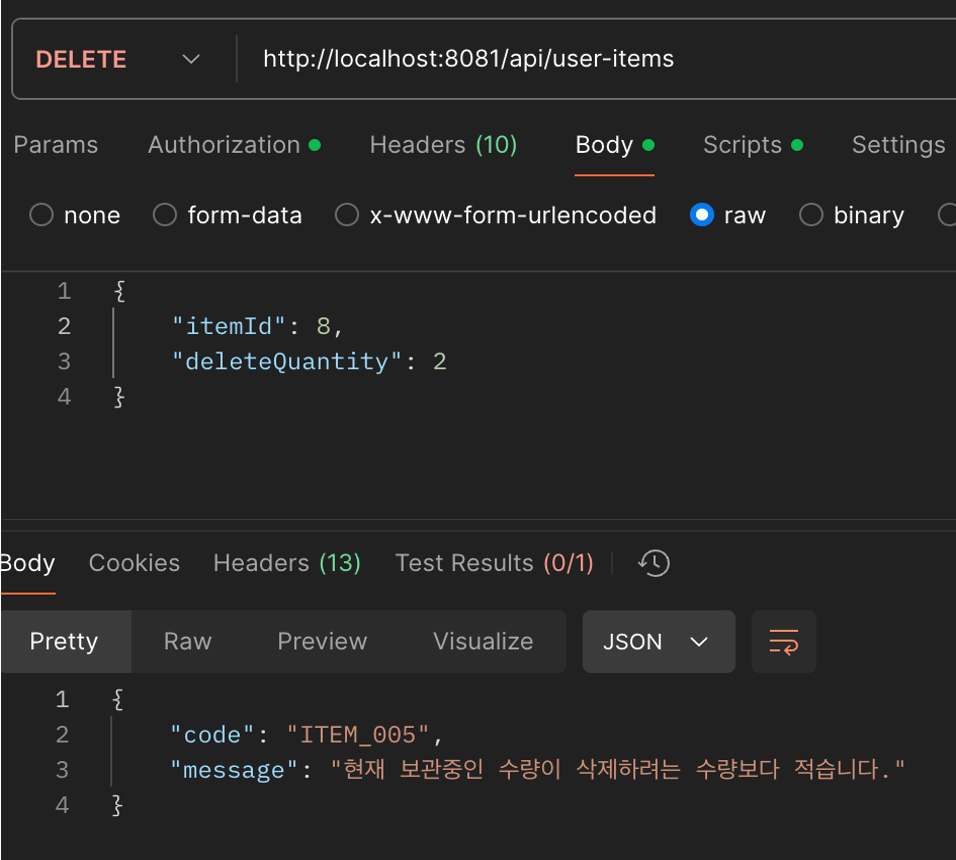 DELETE http://localhost:8081/api/user-items
Params Authorization Headers (10) Body Scripts Settings
none form-data x-www-form-urlencoded raw binary
1 {
2 "itemId": 8,
3 "deleteQuantity": 2
4 }
Body Cookies Headers (13) Test Results (0/1)
Pretty Raw Preview Visualize JSON
1 {
2 "code": "ITEM_005",
3 "message": "현재 보관중인 수량이 삭제하려는 수량보다 적습니다."
4 }